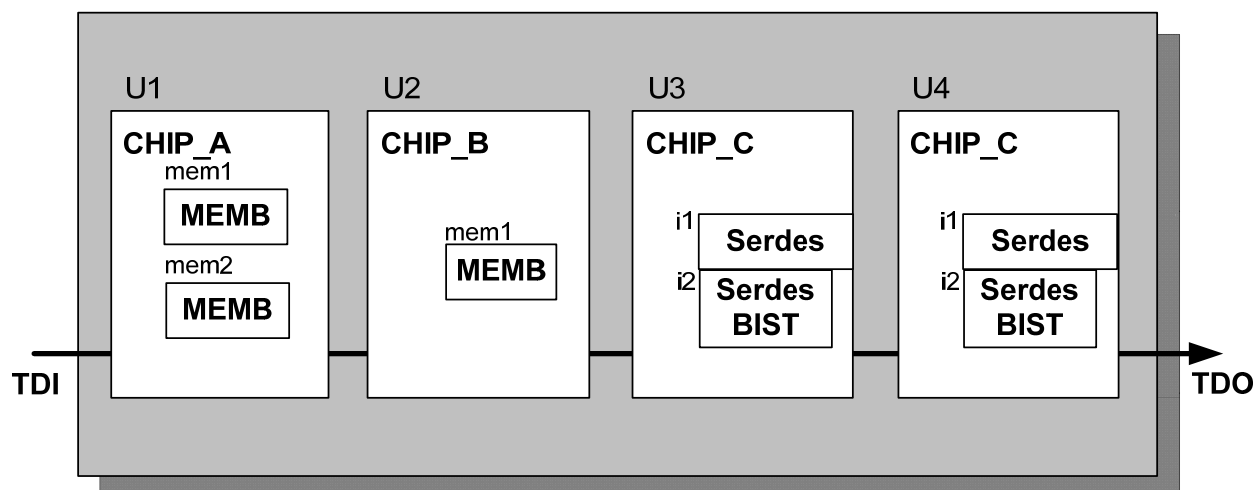 U1
U2
U3
U4
CHIP_A
CHIP_B
CHIP_C
CHIP_C
mem1
MEMB
mem2
MEMB
mem1
MEMB
i1
Serdes
i2
Serdes
BIST
i1
Serdes
i2
Serdes
BIST
TDI
TDO